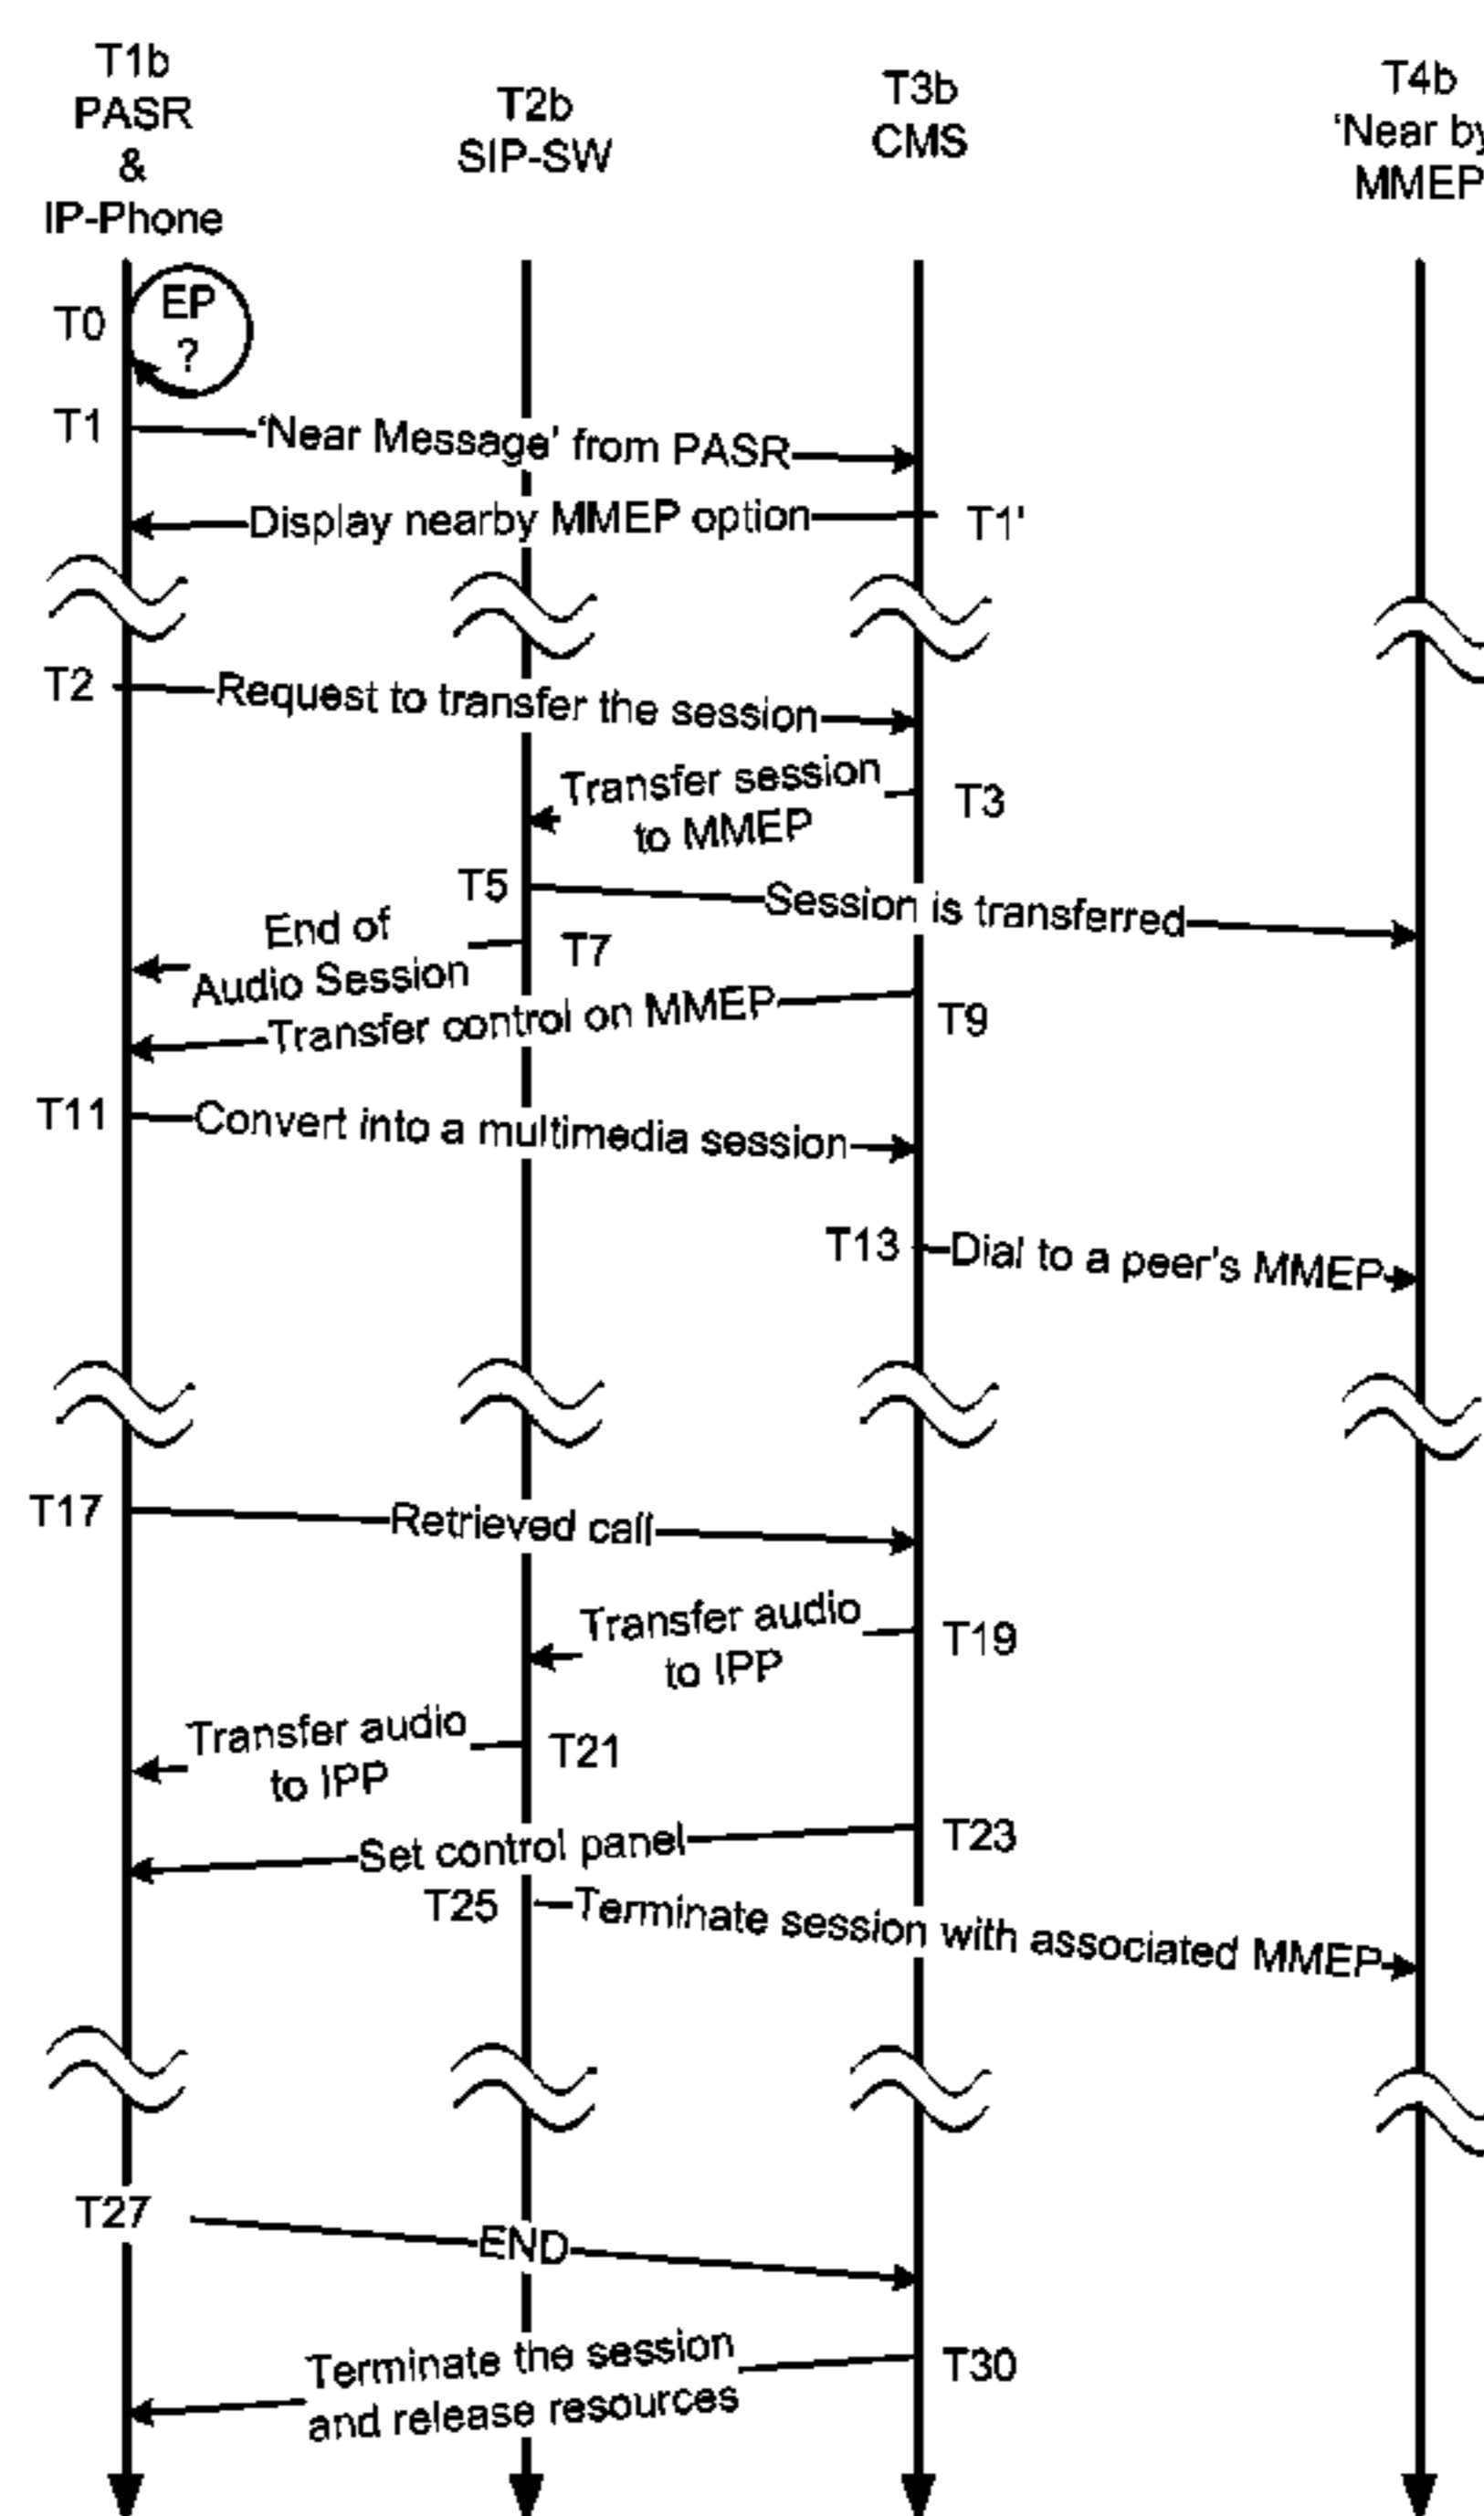 T1b
PASR
&
IP-Phone
T2b
SIP-SW
T3b
CMS
T4b
'Near by
MMEP
T0
EP
?
T1
'Near Message' from PASR
Display nearby MMEP option
T1'
T2
Request to transfer the session
Transfer session
to MMEP
T3
T5
Session is transferred
End of
Audio Session
T7
Transfer control on MMEP
T9
T11
Convert into a multimedia session
T13
Dial to a peer's MMEP
T17
Retrieved call
Transfer audio
to IPP
T19
Transfer audio
to IPP
T21
Set control panel
T23
T25
Terminate session with associated MMEP
T27
END
Terminate the session
and release resources
T30